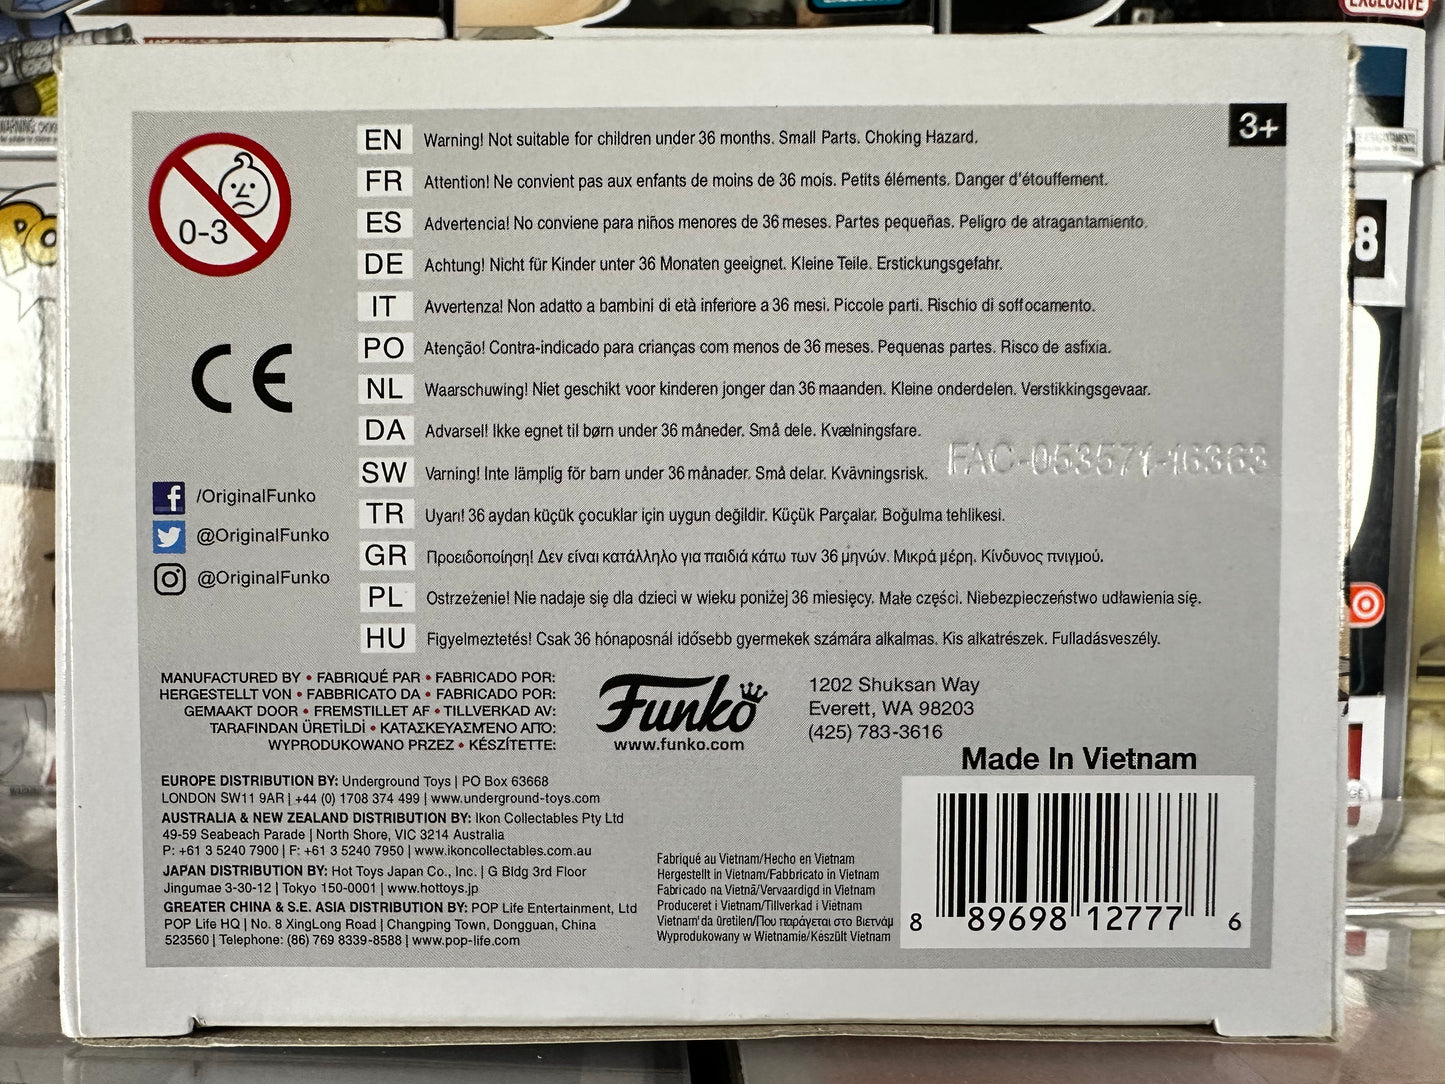 EXCLUSIVE
3+
0-3
EN Warning! Not suitable for children under 36 months. Small Parts. Choking Hazard.
FR Attention! Ne convient pas aux enfants de moins de 36 mois. Petits éléments. Danger d'étouffement.
ES Advertencia! No conviene para niños menores de 36 meses. Partes pequeñas. Peligro de atragantamiento.
DE Achtung! Nicht für Kinder unter 36 Monaten geeignet. Kleine Teile. Erstickungsgefahr.
IT Avvertenza! Non adatto a bambini di età inferiore a 36 mesi. Piccole parti. Rischio di soffocamento.
PO Atenção! Contra-indicado para crianças com menos de 36 meses. Pequenas partes. Risco de asfixia.
NL Waarschuwing! Niet geschikt voor kinderen jonger dan 36 maanden. Kleine onderdelen. Verstikkingsgevaar.
DA Advarsel! Ikke egnet til børn under 36 måneder. Små dele. Kvælningsfare.
SW Varning! Inte lämplig för barn under 36 månader. Små delar. Kvävningsrisk.
FAC-053571-16363
TR Uyarı! 36 aydan küçük çocuklar için uygun değildir. Küçük Parçalar. Boğulma tehlikesi.
GR Προειδοποίηση! Δεν είναι κατάλληλο για παιδιά κάτω των 36 μηνών. Μικρά μέρη. Κίνδυνος πνιγμού.
PL Ostrzeżenie! Nie nadaje się dla dzieci w wieku poniżej 36 miesięcy. Małe części. Niebezpieczeństwo udławienia się.
HU Figyelmeztetés! Csak 36 hónaposnál idősebb gyermekek számára alkalmas. Kis alkatrészek. Fulladásveszély.
CE
/OriginalFunko
@OriginalFunko
@OriginalFunko
MANUFACTURED BY • FABRIQUÉ PAR • FABRICADO POR:
HERGESTELLT VON • FABBRICATO DA • FABRICADO POR:
GEMAAKT DOOR • FREMSTILLET AF • TILLVERKAD AV:
TARAFINDAN ÜRETİLDİ • ΚΑΤΑΣΚΕΥΑΣΜΈΝΟ ΑΠΌ:
WYPRODUKOWANO PRZEZ • KÉSZÍTETTE:
Funko
www.funko.com
1202 Shuksan Way
Everett, WA 98203
(425) 783-3616
Made In Vietnam
EUROPE DISTRIBUTION BY: Underground Toys | PO Box 63668
LONDON SW11 9AR | +44 (0) 1708 374 499 | www.underground-toys.com
AUSTRALIA & NEW ZEALAND DISTRIBUTION BY: Ikon Collectables Pty Ltd
49-59 Seabeach Parade | North Shore, VIC 3214 Australia
P: +61 3 5240 7900 | F: +61 3 5240 7950 | www.ikoncollectables.com.au
JAPAN DISTRIBUTION BY: Hot Toys Japan Co., Inc. | G Bldg 3rd Floor
Jingumae 3-30-12 | Tokyo 150-0001 | www.hottoys.jp
GREATER CHINA & S.E. ASIA DISTRIBUTION BY: POP Life Entertainment, Ltd
POP Life HQ | No. 8 XingLong Road | Changping Town, Dongguan, China
523560 | Telephone: (86) 769 8339-8588 | www.pop-life.com
Fabriqué au Vietnam/Hecho en Vietnam
Hergestellt in Vietnam/Fabbricato in Vietnam
Fabricado na Vietnã/Vervaardigd in Vietnam
Produceret i Vietnam/Tillverkad i Vietnam
Vietnam'da üretilen/Που παράγεται στο Βιετνάμ
Wyprodukowany w Wietnamie/Készült Vietnam
8 89698 12777 6
8